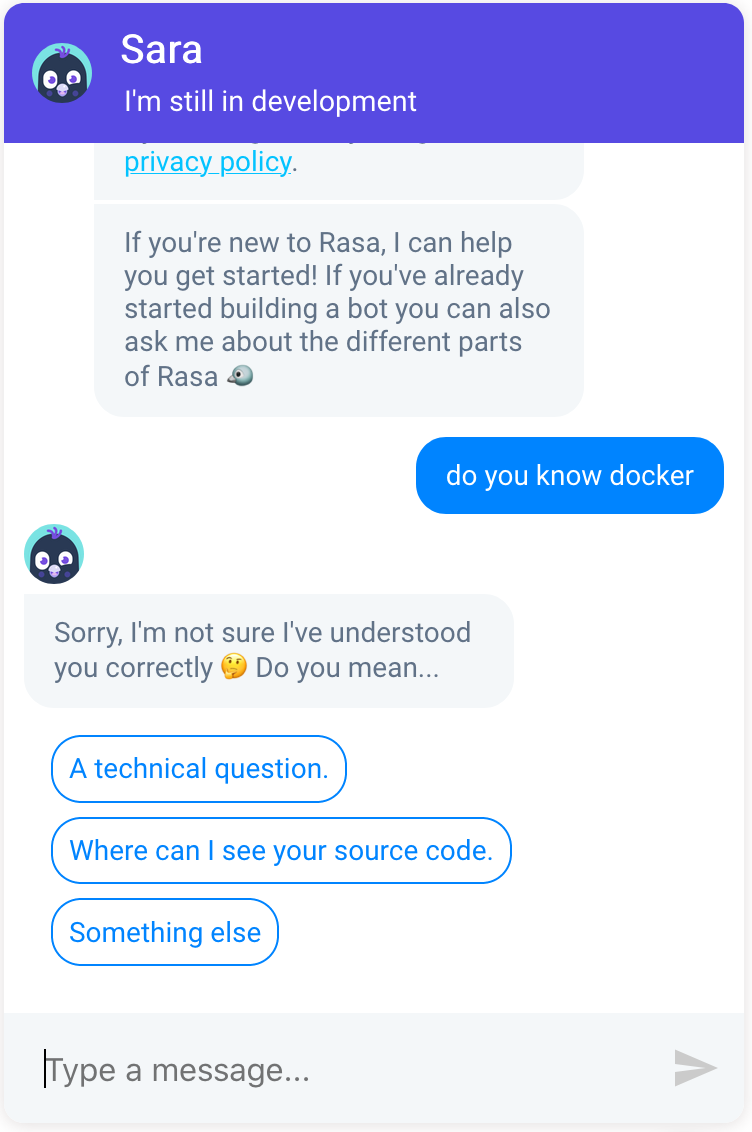 Sara
I'm still in development
privacy policy.
If you're new to Rasa, I can help
you get started! If you've already
started building a bot you can also
ask me about the different parts
of Rasa
do you know docker
Sorry, I'm not sure I've understood
you correctly 🤔 Do you mean...
A technical question.
Where can I see your source code.
Something else
Type a message...